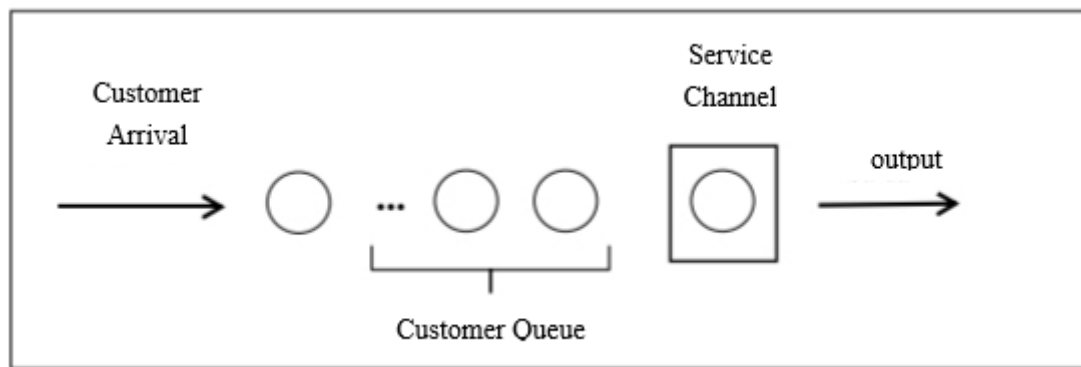 Customer
Arrival
Service
Channel
output
...
Customer Queue